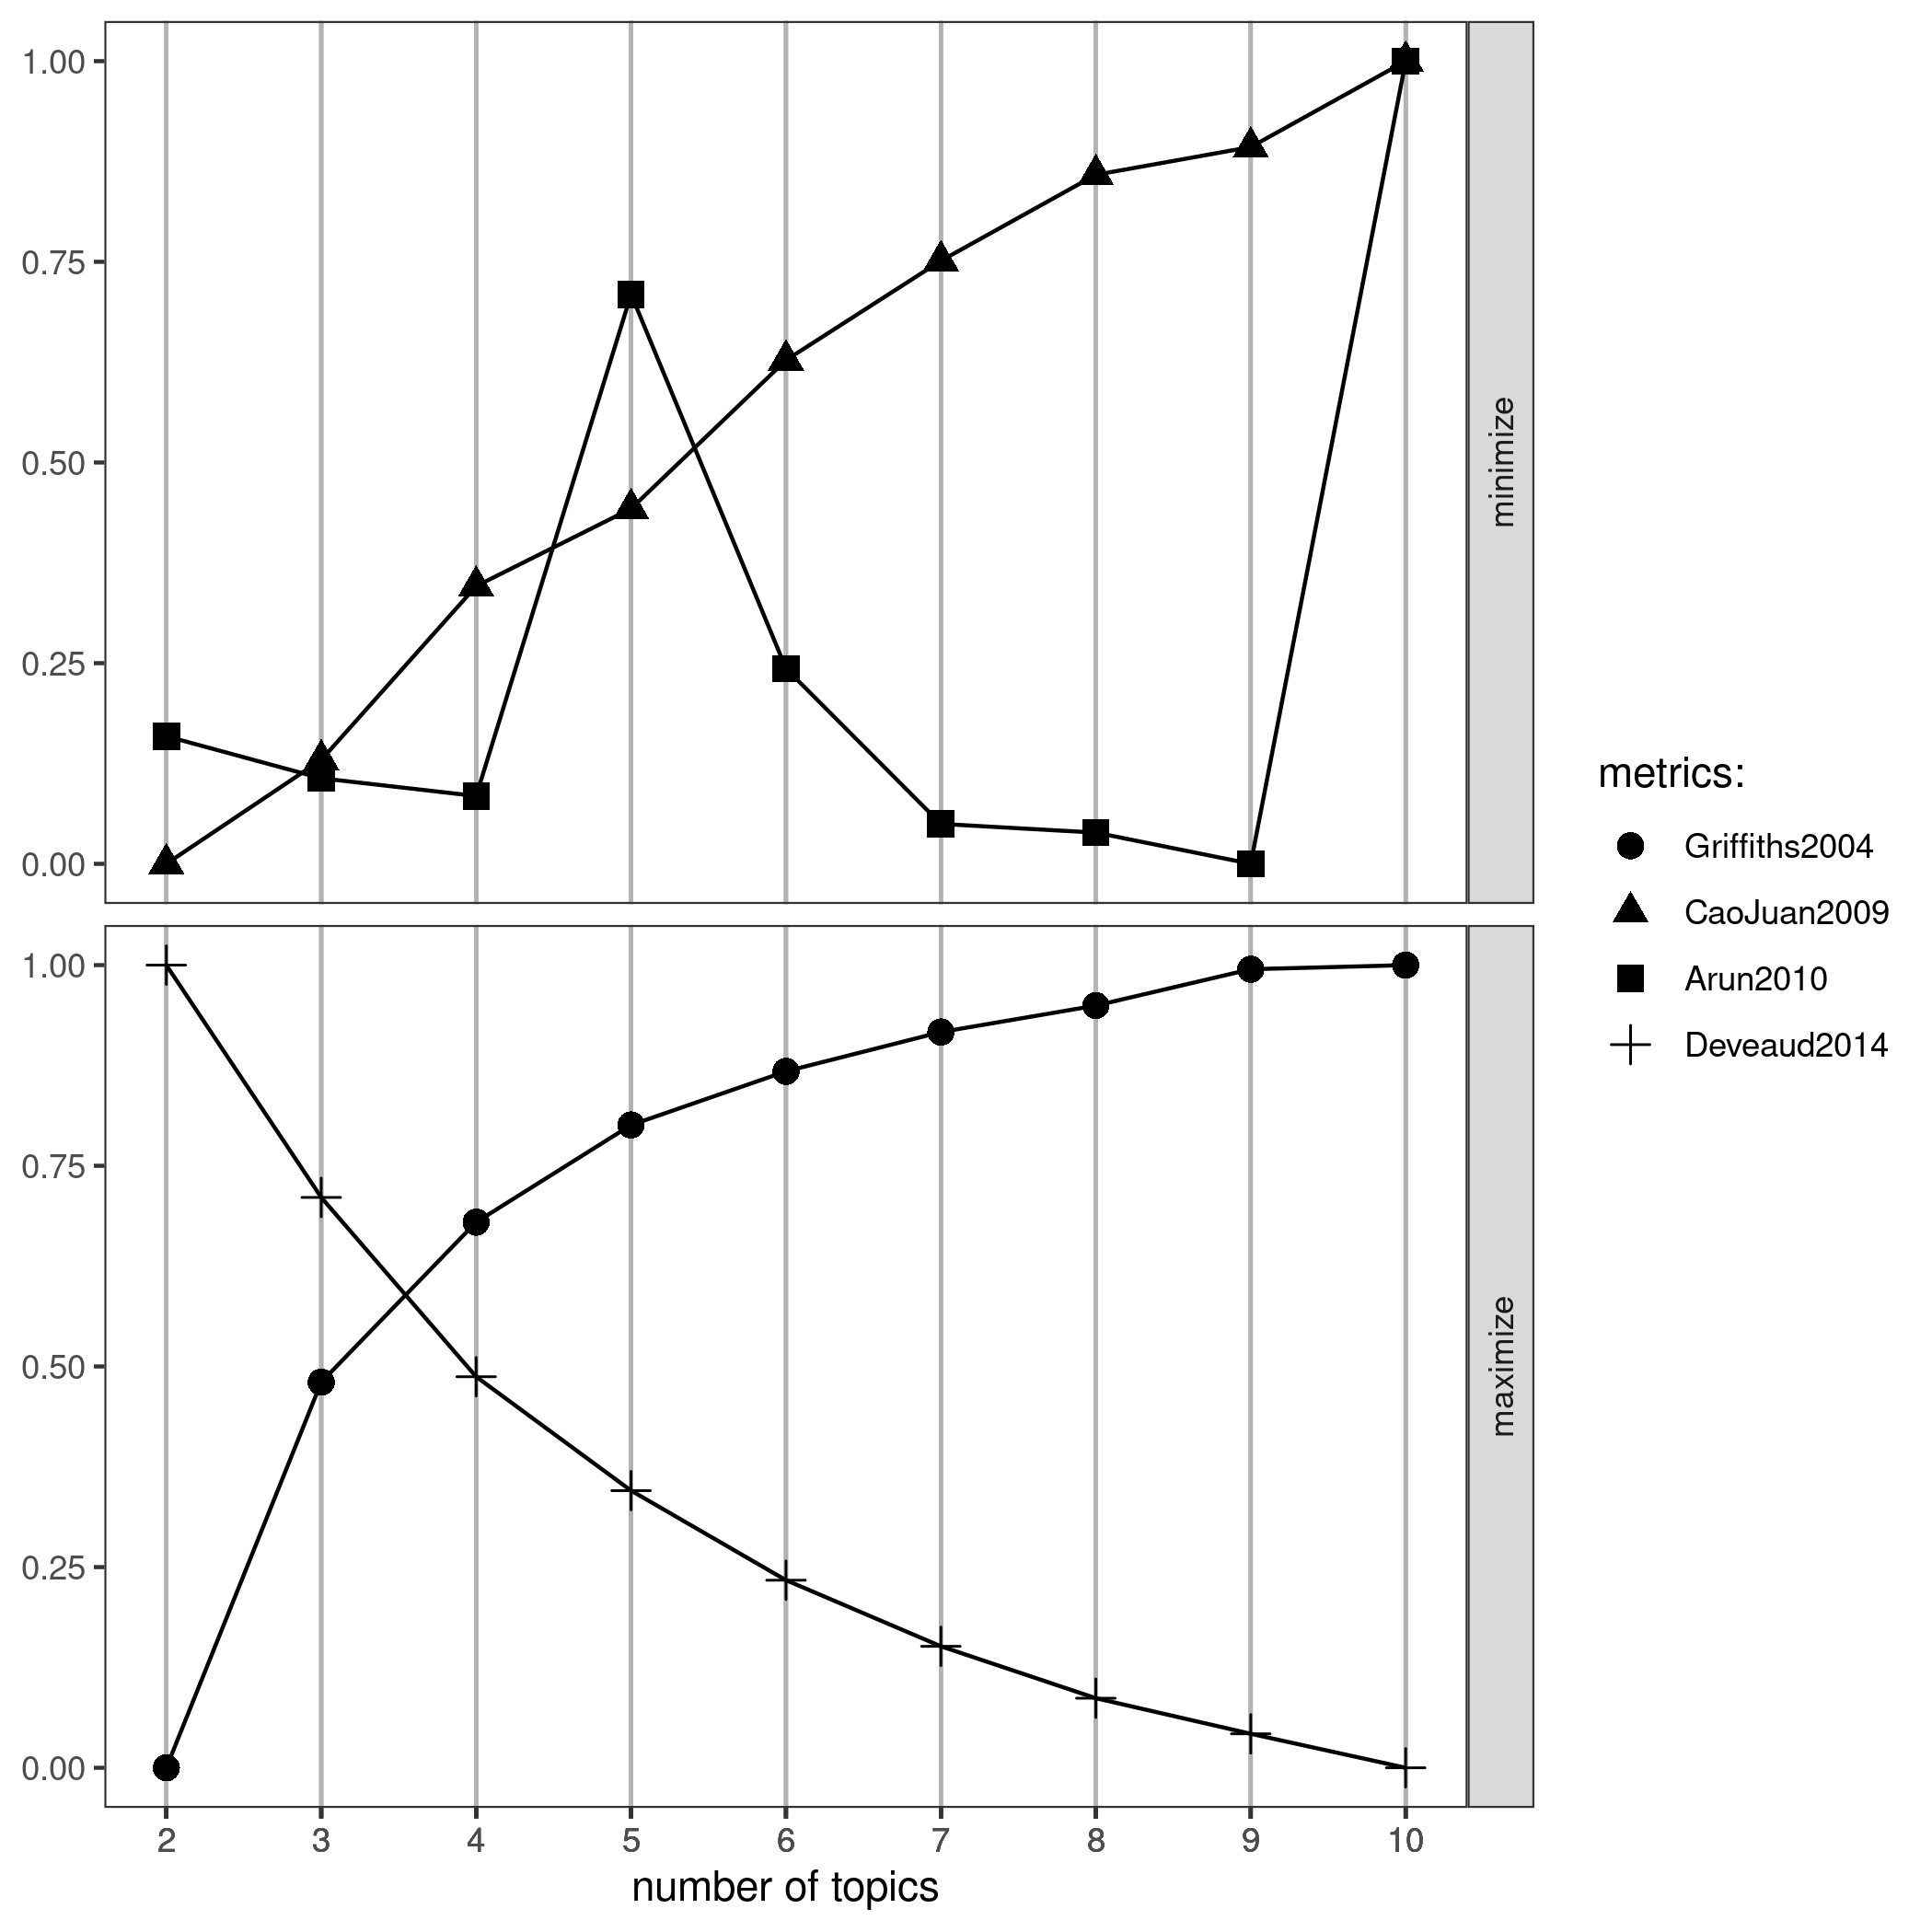 1.00
0.75
0.50
0.25
0.00
minimize
1.00
0.75
0.50
0.25
0.00
maximize
2 3 4 5 6 7 8 9 10
number of topics
metrics:
Griffiths2004
CaoJuan2009
Arun2010
Deveaud2014